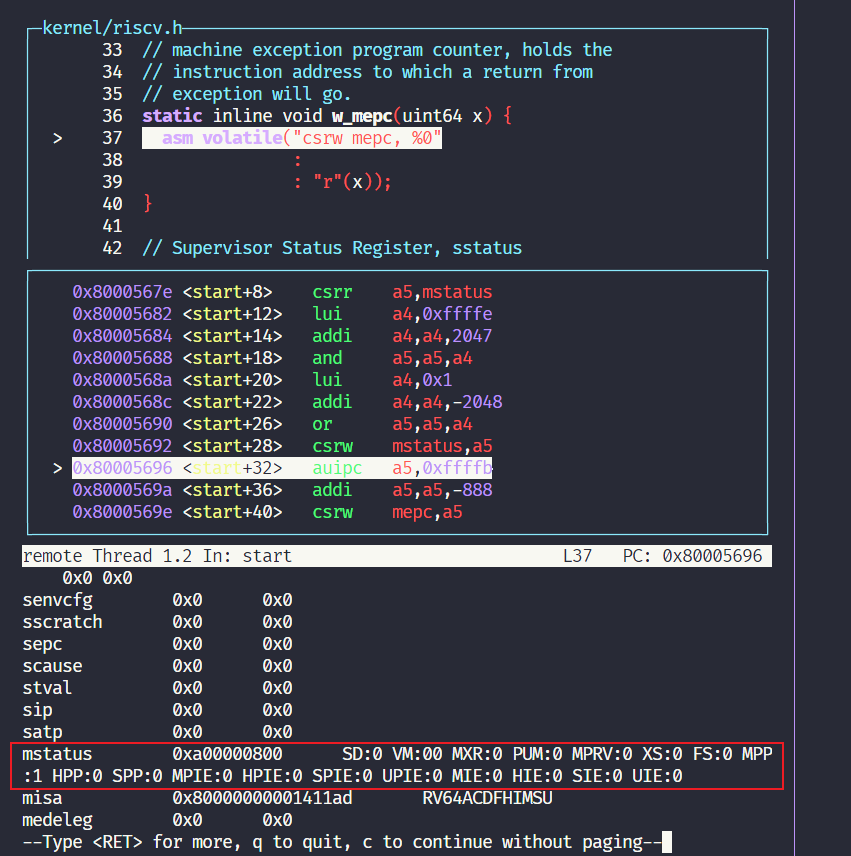 kernel/riscv.h
33 // machine exception program counter, holds the
34 // instruction address to which a return from
35 // exception will go.
36 static inline void w_mepc(uint64 x) {
> 37   asm volatile("csrw mepc, %0"
38                :
39                : "r"(x));
40 }
41
42 // Supervisor Status Register, sstatus
0x8000567e <start+8> csrr a5,mstatus
0x80005682 <start+12> lui a4,0xffffe
0x80005684 <start+14> addi a4,a4,2047
0x80005688 <start+18> and a5,a5,a4
0x8000568a <start+20> lui a4,0x1
0x8000568c <start+22> addi a4,a4,-2048
0x80005690 <start+26> or a5,a5,a4
0x80005692 <start+28> csrw mstatus,a5
> 0x80005696 <start+32> auipc a5,0xffffb
0x8000569a <start+36> addi a5,a5,-888
0x8000569e <start+40> csrw mepc,a5
remote Thread 1.2 In: start L37 PC: 0x80005696
0x0 0x0
senvcfg 0x0 0x0
sscratch 0x0 0x0
sepc 0x0 0x0
scause 0x0 0x0
stval 0x0 0x0
sip 0x0 0x0
satp 0x0 0x0
mstatus 0xa00000800 SD:0 VM:00 MXR:0 PUM:0 MPRV:0 XS:0 FS:0 MPP
:1 HPP:0 SPP:0 MPIE:0 HPIE:0 SPIE:0 UPIE:0 MIE:0 HIE:0 SIE:0 UIE:0
misa 0x80000000001411ad RV64ACDFHIMSU
medeleg 0x0 0x0
--Type <RET> for more, q to quit, c to continue without paging--